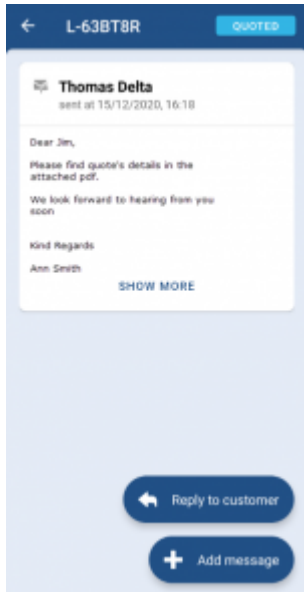 L-63BT8R
QUOTED
Thomas Delta
sent at 15/12/2020, 16:18
Dear Jim,
Please find quote's details in the
attached pdf.
We look forward to hearing from you
soon
Kind Regards
Ann Smith
SHOW MORE
Reply to customer
Add message